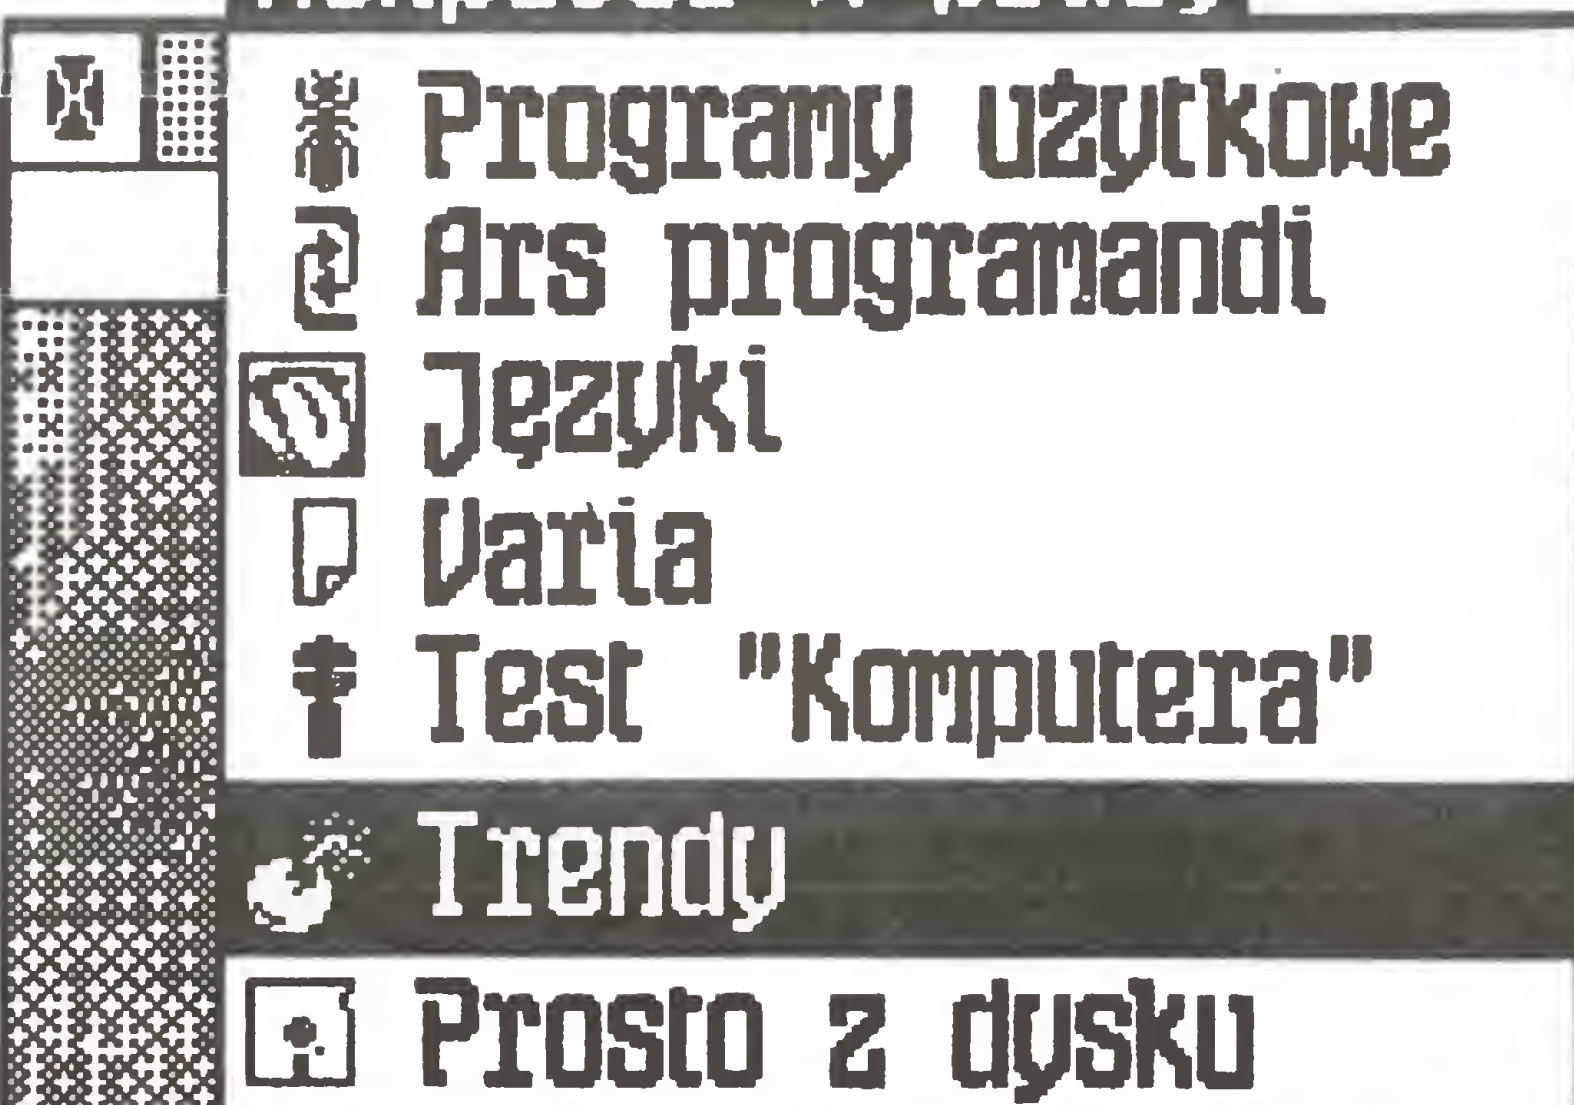 Programy użytkowe
Ars programandi
Języki
Varia
Test "Komputera"
Trendy
Prosto z dysku